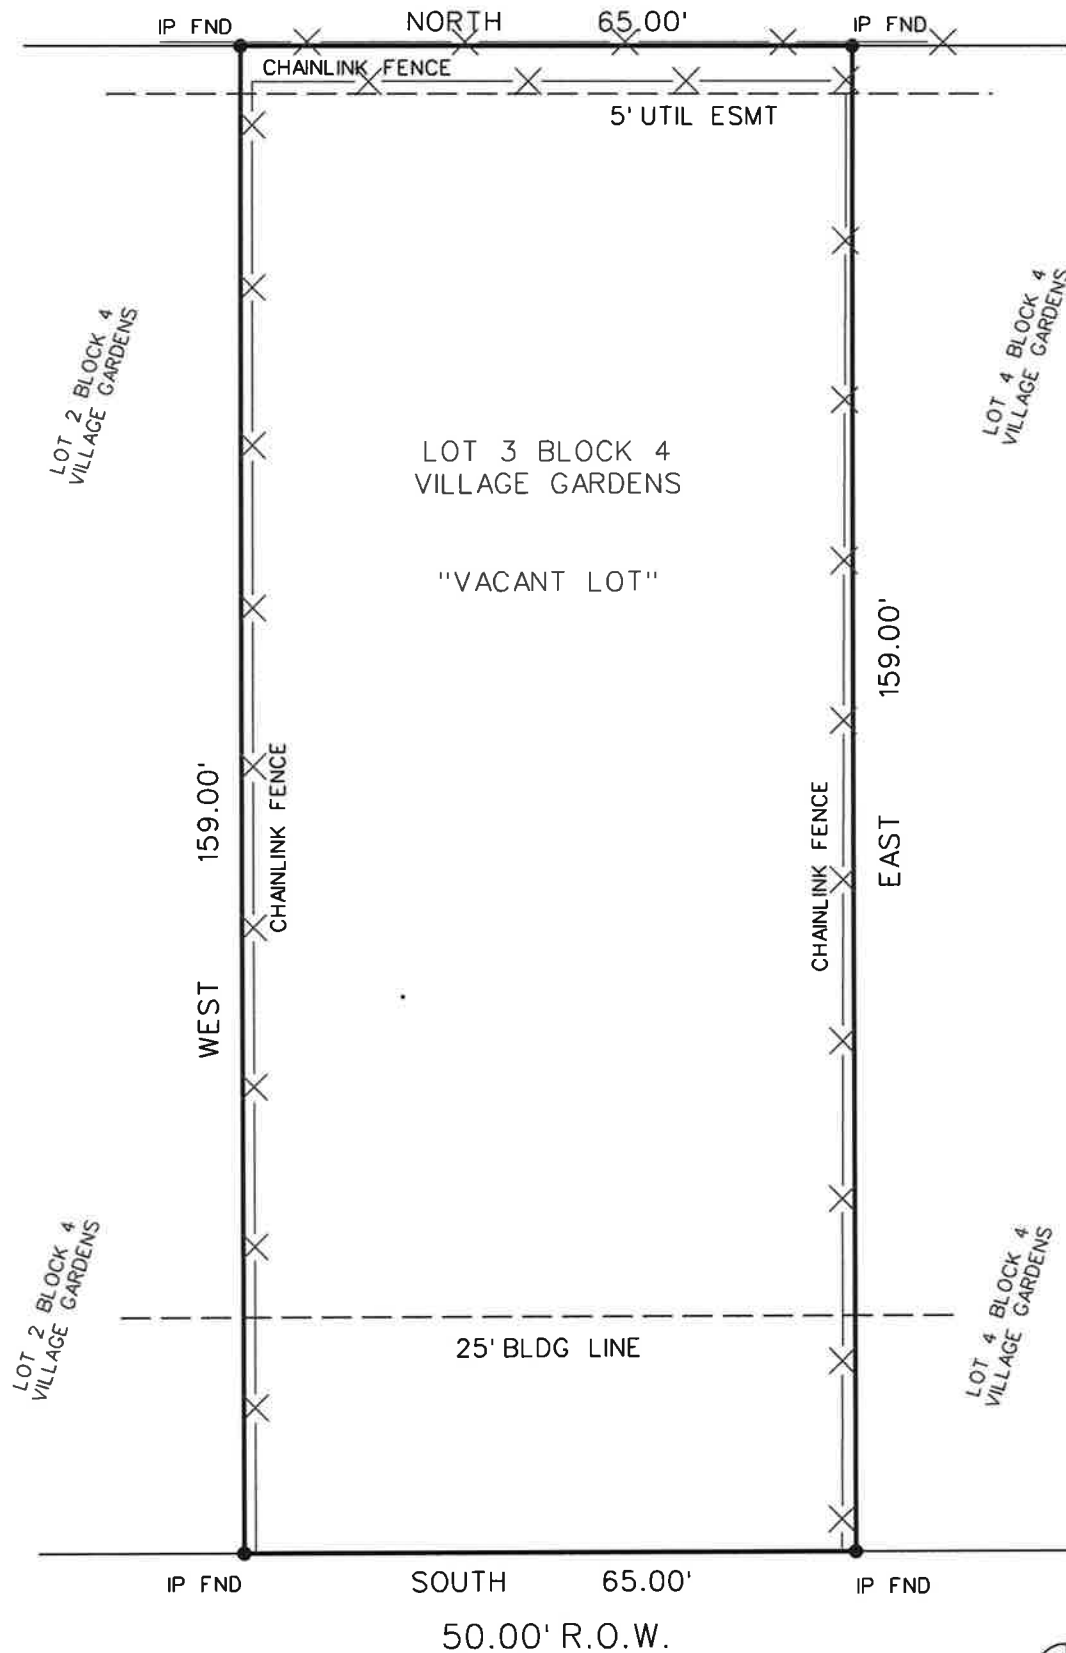 IP FND
NORTH 65.00'
IP FND
CHAINLINK FENCE
5' UTIL ESMT
LOT 2 BLOCK 4
VILLAGE GARDENS
LOT 4 BLOCK 4
VILLAGE GARDENS
LOT 3 BLOCK 4
VILLAGE GARDENS
"VACANT LOT"
WEST 159.00'
CHAINLINK FENCE
CHAINLINK FENCE
EAST 159.00'
LOT 2 BLOCK 4
VILLAGE GARDENS
LOT 4 BLOCK 4
VILLAGE GARDENS
25' BLDG LINE
IP FND
SOUTH 65.00'
IP FND
50.00' R.O.W.